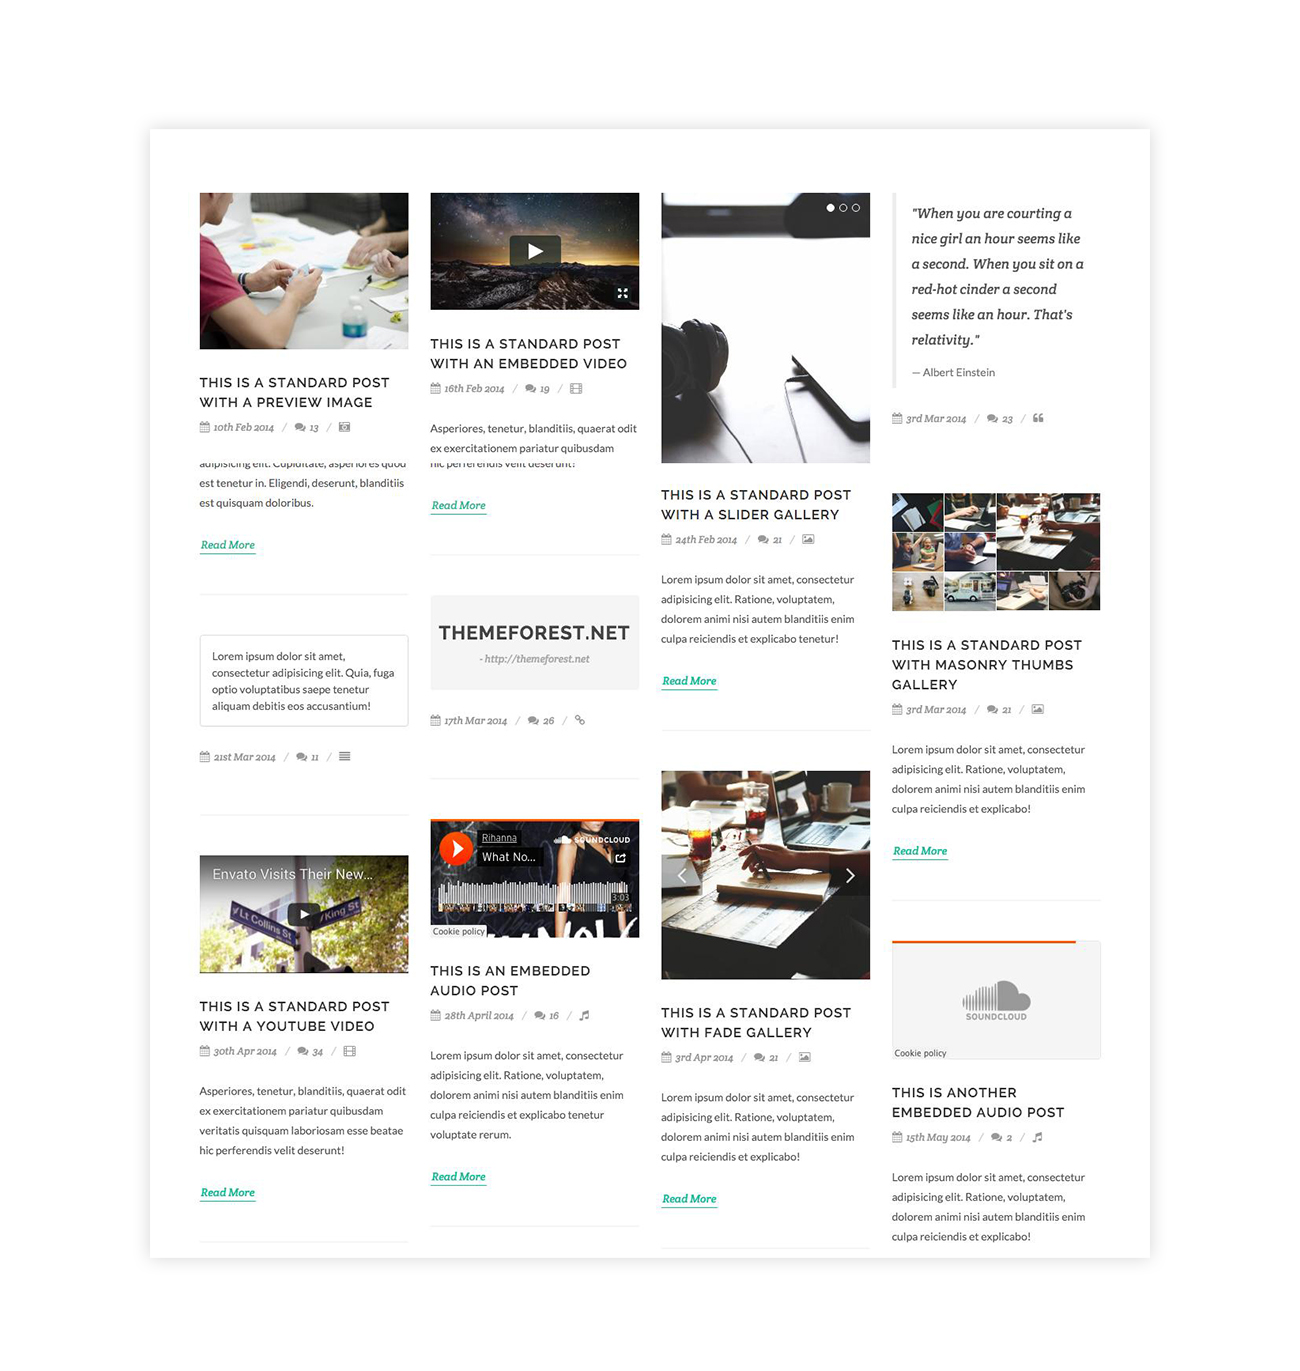 THIS IS A STANDARD POST
WITH A PREVIEW IMAGE
10th Feb 2014 / 13 /
adipisicing elit. Cupiditate, asperiores quod
est tenetur in. Eligendi, deserunt, blanditiis
est quisquam doloribus.
Read More
Lorem ipsum dolor sit amet,
consectetur adipisicing elit. Quia, fuga
optio voluptatibus saepe tenetur
aliquam debitis eos accusantium!
21st Mar 2014 / 11 /
Envato Visits Their New...
Lt Collins St
King St
THIS IS A STANDARD POST
WITH A YOUTUBE VIDEO
30th Apr 2014 / 34 /
Asperiores, tenetur, blanditiis, quaerat odit
ex exercitationem pariatur quibusdam
veritatis quisquam laboriosam esse beatae
hic perferendis velit deserunt!
Read More
THIS IS A STANDARD POST
WITH AN EMBEDDED VIDEO
16th Feb 2014 / 19 /
Asperiores, tenetur, blanditiis, quaerat odit
ex exercitationem pariatur quibusdam
hic perferendis velit deserunt!
Read More
THEMEFOREST.NET
- http://themeforest.net
17th Mar 2014 / 26 /
Rihanna
What No...
SOUNDCLOUD
3:03
Cookie policy
THIS IS AN EMBEDDED
AUDIO POST
28th April 2014 / 16 /
Lorem ipsum dolor sit amet, consectetur
adipisicing elit. Ratione, voluptatem,
dolorem animi nisi autem blanditiis enim
culpa reiciendis et explicabo tenetur
voluptate rerum.
Read More
THIS IS A STANDARD POST
WITH A SLIDER GALLERY
24th Feb 2014 / 21 /
Lorem ipsum dolor sit amet, consectetur
adipisicing elit. Ratione, voluptatem,
dolorem animi nisi autem blanditiis enim
culpa reiciendis et explicabo tenetur!
Read More
THIS IS A STANDARD POST
WITH FADE GALLERY
3rd Apr 2014 / 21 /
Lorem ipsum dolor sit amet, consectetur
adipisicing elit. Ratione, voluptatem,
dolorem animi nisi autem blanditiis enim
culpa reiciendis et explicabo!
Read More
"When you are courting a
nice girl an hour seems like
a second. When you sit on a
red-hot cinder a second
seems like an hour. That's
relativity."
— Albert Einstein
3rd Mar 2014 / 23 /
THIS IS A STANDARD POST
WITH MASONRY THUMBS
GALLERY
3rd Mar 2014 / 21 /
Lorem ipsum dolor sit amet, consectetur
adipisicing elit. Ratione, voluptatem,
dolorem animi nisi autem blanditiis enim
culpa reiciendis et explicabo!
Read More
SOUNDCLOUD
Cookie policy
THIS IS ANOTHER
EMBEDDED AUDIO POST
15th May 2014 / 2 /
Lorem ipsum dolor sit amet, consectetur
adipisicing elit. Ratione, voluptatem,
dolorem animi nisi autem blanditiis enim
culpa reiciendis et explicabo!